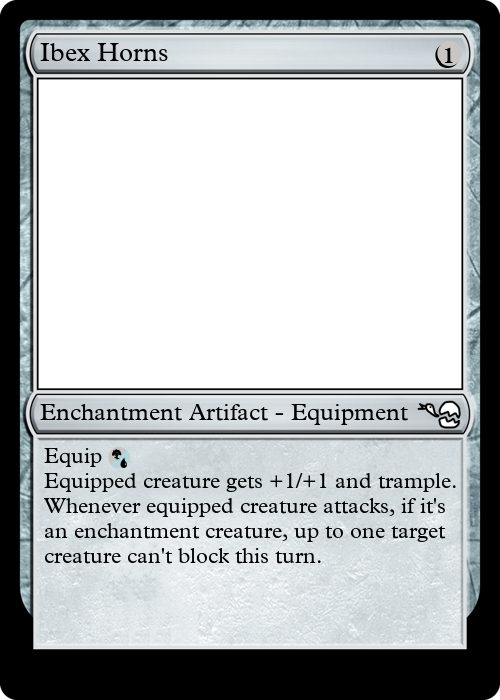 Ibex Horns
1
Enchantment Artifact - Equipment
Equip
Equipped creature gets +1/+1 and trample.
Whenever equipped creature attacks, if it's
an enchantment creature, up to one target
creature can't block this turn.